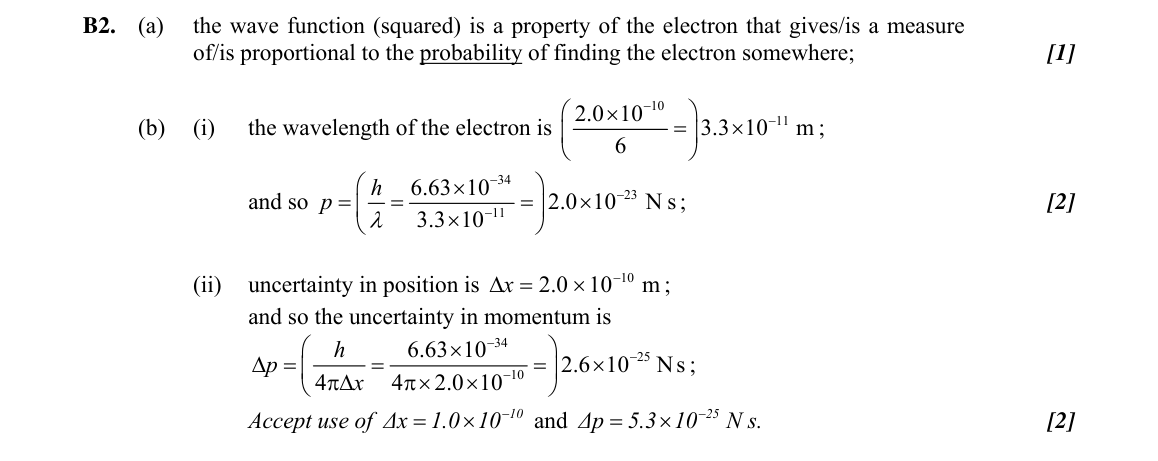 B2. (a) the wave function (squared) is a property of the electron that gives/is a measure
of/is proportional to the probability of finding the electron somewhere; [1]
(b) (i) the wavelength of the electron is (2.0×10⁻¹⁰/6 =) 3.3×10⁻¹¹ m ;
and so p = (h/λ = 6.63×10⁻³⁴/3.3×10⁻¹¹ =) 2.0×10⁻²³ N s ; [2]
(ii) uncertainty in position is Δx = 2.0 × 10⁻¹⁰ m ;
and so the uncertainty in momentum is
Δp = (h/4πΔx = 6.63×10⁻³⁴/4π × 2.0×10⁻¹⁰ =) 2.6×10⁻²⁵ N s ;
Accept use of Δx = 1.0×10⁻¹⁰ and Δp = 5.3×10⁻²⁵ N s. [2]